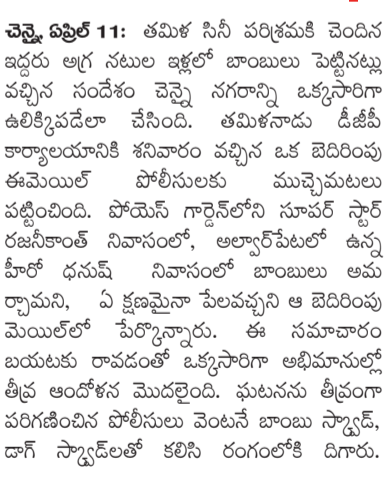 చెన్నై, ఏప్రిల్ 11: తమిళ సినీ పరిశ్రమకి చెందిన
ఇద్దరు అగ్ర నటుల ఇళ్లలో బాంబులు పెట్టినట్లు
వచ్చిన సందేశం చెన్నై నగరాన్ని ఒక్కసారిగా
ఉలిక్కిపడేలా చేసింది. తమిళనాడు డీజీపీ
కార్యాలయానికి శనివారం వచ్చిన ఒక బెదిరింపు
ఈమెయిల్ పోలీసులకు ముచ్చెమటలు
పట్టించింది. పోయెస్ గార్డెన్‌లోని సూపర్ స్టార్
రజనీకాంత్ నివాసంలో, అల్వార్‌పేటలో ఉన్న
హీరో ధనుష్ నివాసంలో బాంబులు అమ
ర్చామని, ఏ క్షణమైనా పేలవచ్చని ఆ బెదిరింపు
మెయిల్‌లో పేర్కొన్నారు. ఈ సమాచారం
బయటకు రావడంతో ఒక్కసారిగా అభిమానుల్లో
తీవ్ర ఆందోళన మొదలైంది. ఘటనను తీవ్రంగా
పరిగణించిన పోలీసులు వెంటనే బాంబు స్క్వాడ్,
డాగ్ స్క్వాడ్‌లతో కలిసి రంగంలోకి దిగారు.